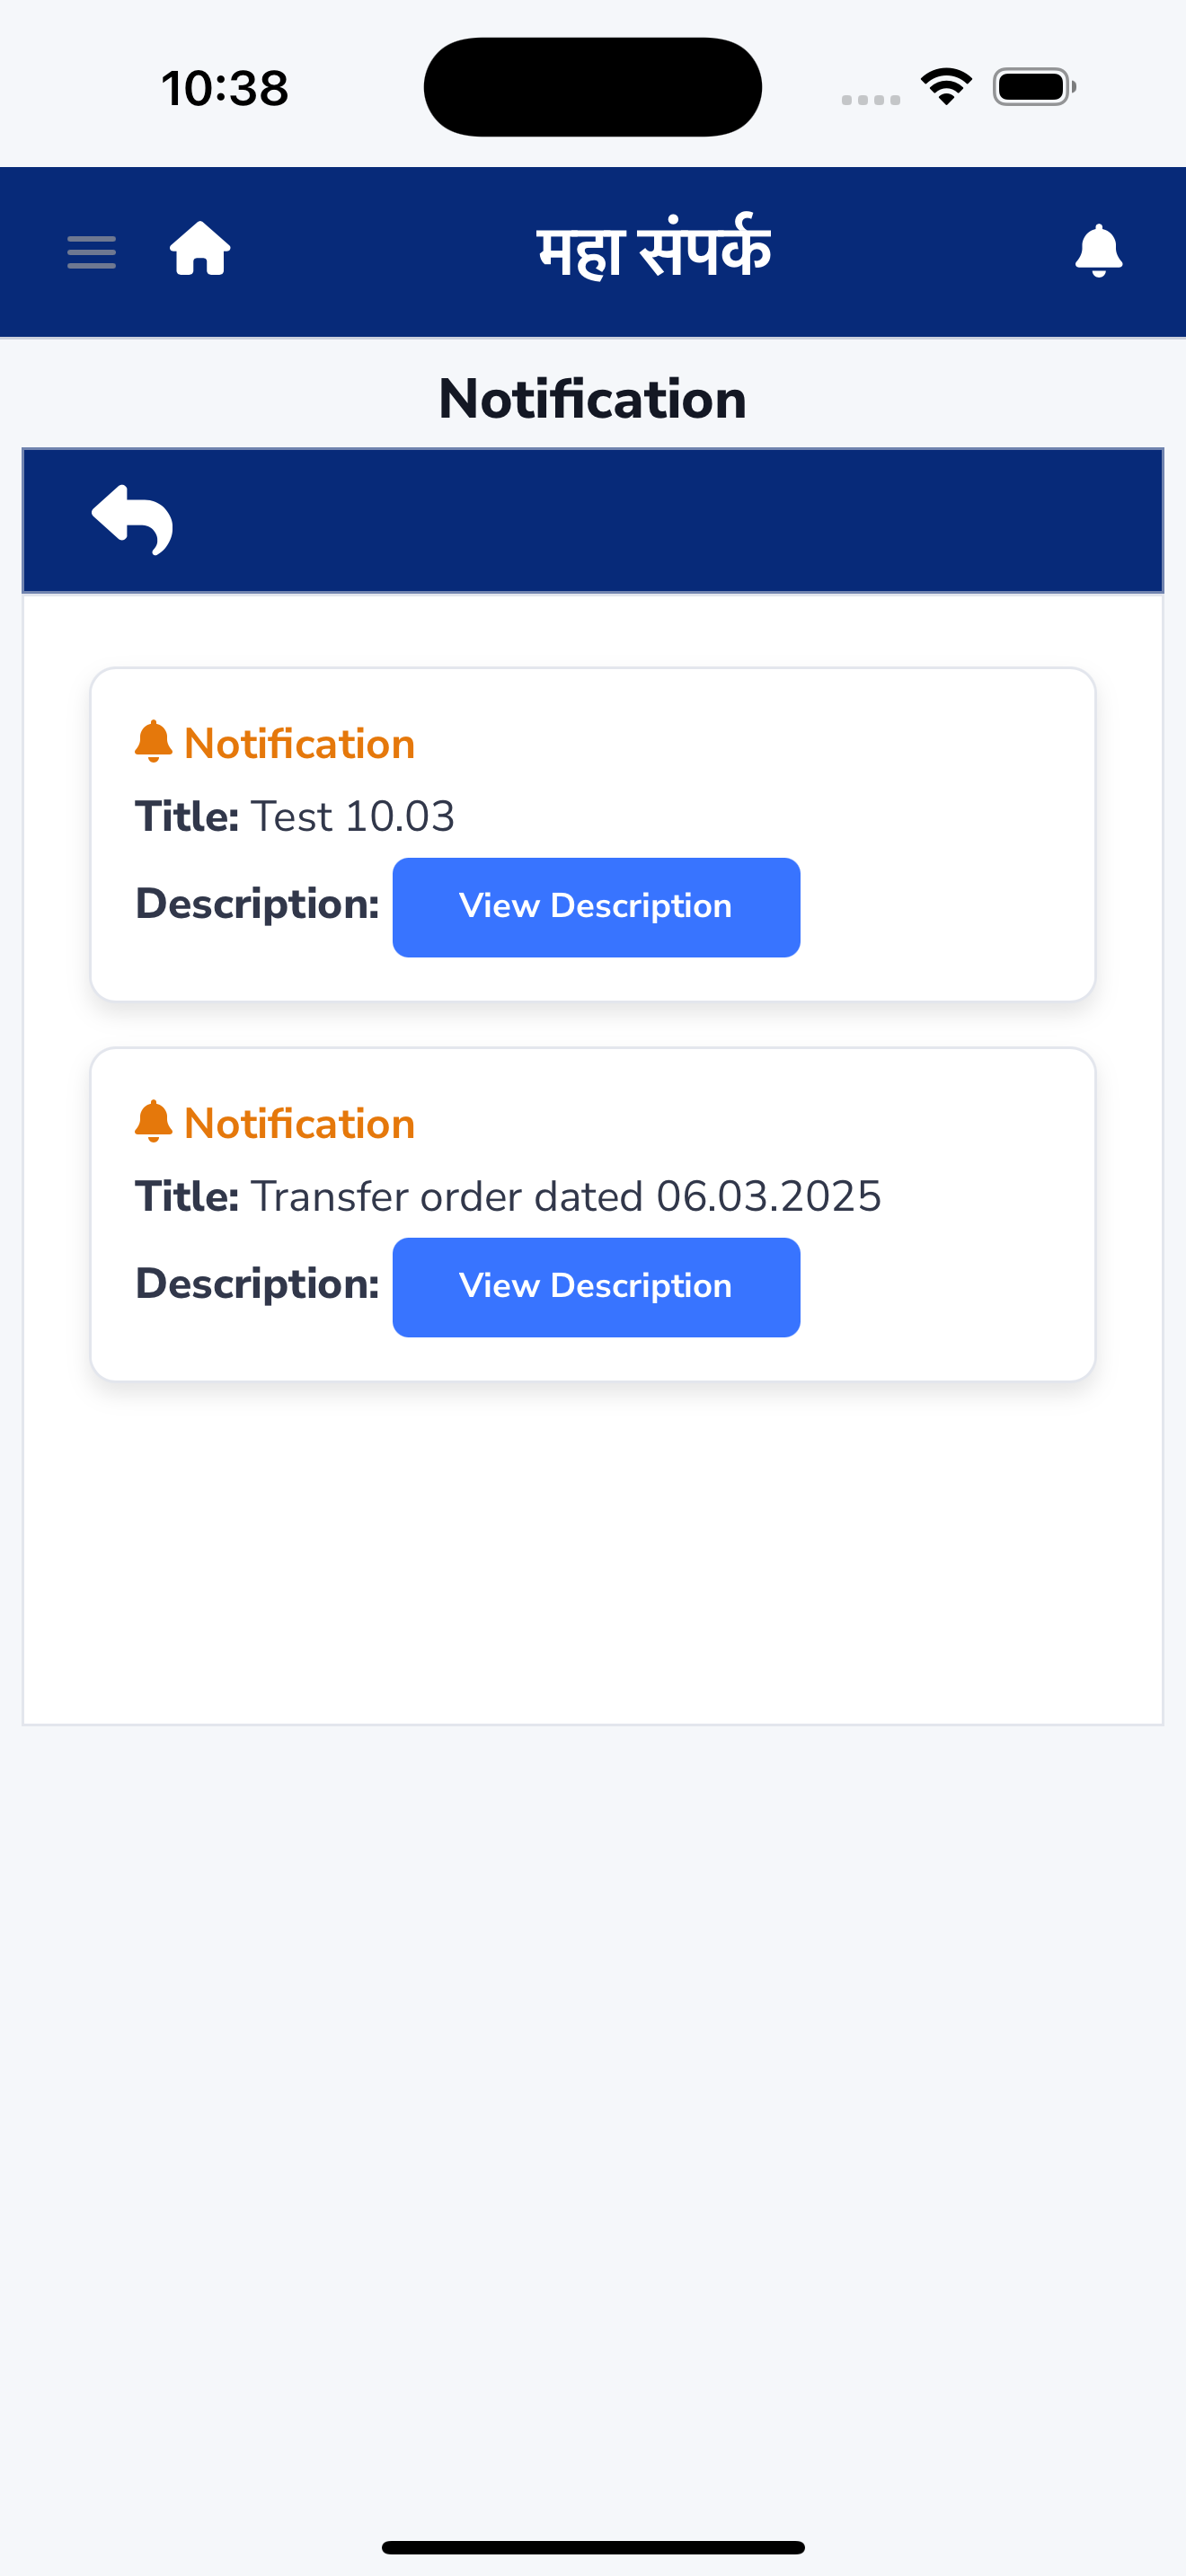 10:38
महा संपर्क
Notification
Notification
Title: Test 10.03
Description: View Description
Notification
Title: Transfer order dated 06.03.2025
Description: View Description